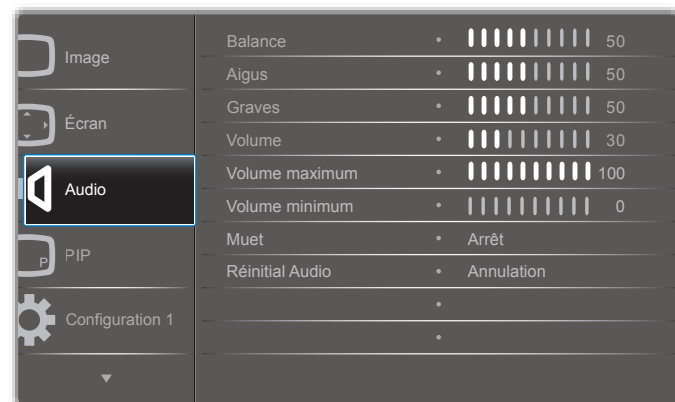 Image
Écran
Audio
P
PIP
Configuration 1
Balance • 50
Aigus • 50
Graves • 50
Volume • 30
Volume maximum • 100
Volume minimum • 0
Muet • Arrêt
Réinitial Audio • Annulation